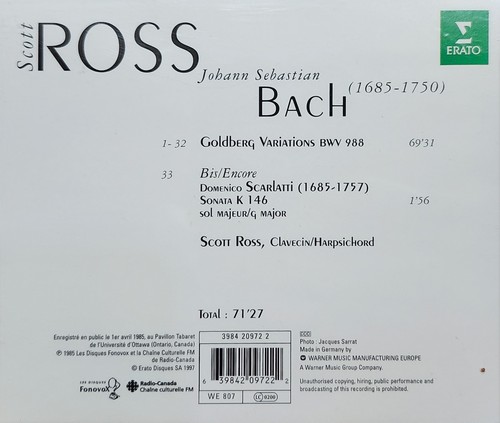 Scott
ROSS
ERATO
Johann Sebastian
BACH (1685-1750)
1-32 GOLDBERG VARIATIONS BWV 988 69'31
33 Bis/Encore
DOMENICO SCARLATTI (1685-1757)
SONATA K 146 1'56
SOL MAJEUR/G MAJOR
SCOTT ROSS, CLAVECIN/HARPSICHORD
TOTAL : 71'27
Enregistré en public le 1er avril 1985, au Pavillon Tabaret
de l'Université d'Ottawa (Ontario, Canada)
℗ 1985 Les Disques Fonovox et la Chaîne Culturelle FM
de Radio-Canada
© Erato Disques SA 1997
LES DISQUES
FONOVOX
Radio-Canada
Chaîne culturelle FM
3984 20972 2
6 39842 09722 2
WE 807
LC 0200
DDD
Photo : Jacques Sarrat
Made in Germany by
WARNER MUSIC MANUFACTURING EUROPE
A Warner Music Group Company.
Unauthorised copying, hiring, public performance and
broadcasting of this recording is prohibited.